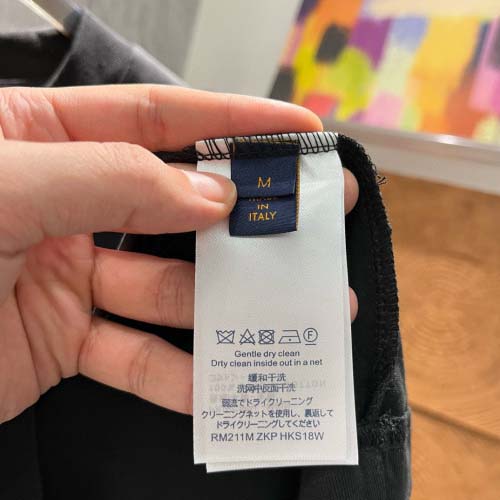 M
IN
ITALY
Gentle dry clean
Drty clean inside out in a net
缓和干洗
洗网中反面干洗
弱流でドライクリーニング
クリーニングネットを使用し、裏返して
ドライクリーニングしてください
RM211M ZKP HKS18W